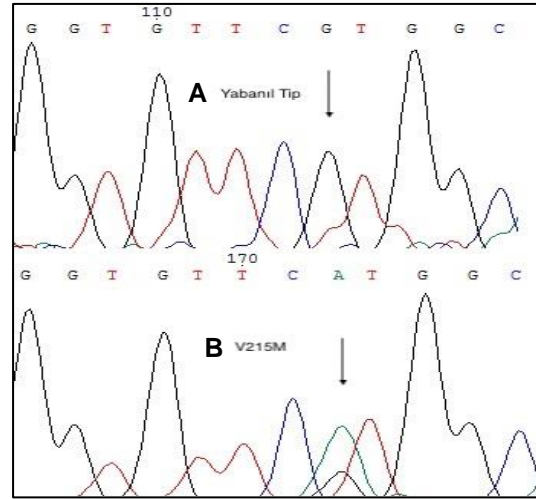 110
G G T G T T C G T G G C
A Yabanıl Tip
170
G G T G T T C A T G G C
B V215M